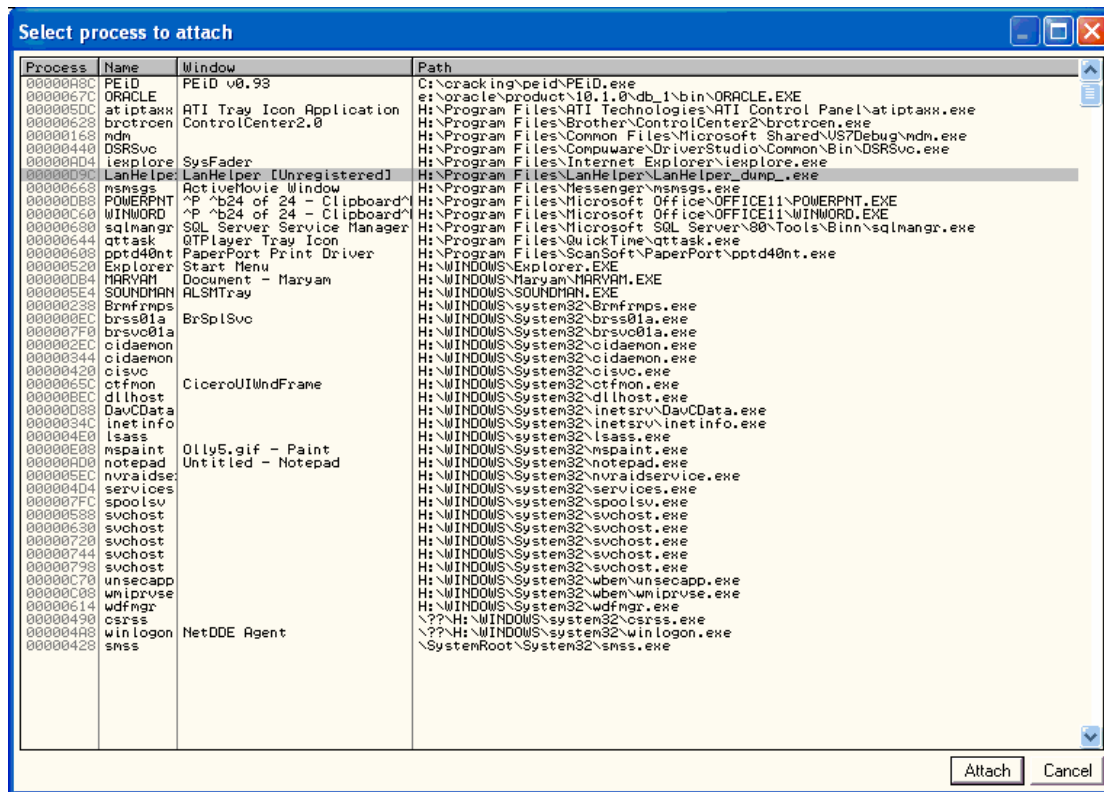 Select process to attach
Process Name Window Path
00000A8C PEiD PEiD v0.93 C:\cracking\peid\PEiD.exe
0000067C ORACLE e:\oracle\product\10.1.0\db_1\bin\ORACLE.EXE
000005DC atiptaxx ATI Tray Icon Application H:\Program Files\ATI Technologies\ATI Control Panel\atiptaxx.exe
00000628 brctrcen ControlCenter2.0 H:\Program Files\Brother\ControlCenter2\brctrcen.exe
00000168 mdm H:\Program Files\Common Files\Microsoft Shared\VS7Debug\mdm.exe
00000440 DSRSvc H:\Program Files\Compuware\DriverStudio\Common\Bin\DSRSvc.exe
00000AD4 iexplore SysFader H:\Program Files\Internet Explorer\iexplore.exe
00000D9C LanHelpe: LanHelper [Unregistered] H:\Program Files\LanHelper\LanHelper_dump_.exe
00000668 msmsgs ActiveMovie Window H:\Program Files\Messenger\msmsgs.exe
00000DB8 POWERPNT ^P ^b24 of 24 - Clipboard^ H:\Program Files\Microsoft Office\OFFICE11\POWERPNT.EXE
00000C60 WINWORD ^P ^b24 of 24 - Clipboard^ H:\Program Files\Microsoft Office\OFFICE11\WINWORD.EXE
00000680 sqlmangr SQL Server Service Manager H:\Program Files\Microsoft SQL Server\80\Tools\Binn\sqlmangr.exe
00000644 qttask QTPlayer Tray Icon H:\Program Files\QuickTime\qttask.exe
00000608 pptd40nt PaperPort Print Driver H:\Program Files\ScanSoft\PaperPort\pptd40nt.exe
00000520 Explorer Start Menu H:\WINDOWS\Explorer.EXE
00000DB4 MARYAM Document - Maryam H:\WINDOWS\Maryam\MARYAM.EXE
000005E4 SOUNDMAN ALSMTray H:\WINDOWS\SOUNDMAN.EXE
00000238 Brmfrmps H:\WINDOWS\system32\Brmfrmps.exe
000000EC brss01a BrSplSvc H:\WINDOWS\system32\brss01a.exe
000007F0 brsvc01a H:\WINDOWS\System32\brsvc01a.exe
000002EC cidaemon H:\WINDOWS\System32\cidaemon.exe
00000344 cidaemon H:\WINDOWS\System32\cidaemon.exe
00000420 cisvc H:\WINDOWS\System32\cisvc.exe
0000065C ctfmon CiceroUIWndFrame H:\WINDOWS\System32\ctfmon.exe
00000BEC dllhost H:\WINDOWS\System32\dllhost.exe
00000D88 DavCData H:\WINDOWS\System32\inetsrv\DavCData.exe
0000034C inetinfo H:\WINDOWS\System32\inetsrv\inetinfo.exe
000004E0 lsass H:\WINDOWS\system32\lsass.exe
00000E08 mspaint Olly5.gif - Paint H:\WINDOWS\System32\mspaint.exe
00000AD0 notepad Untitled - Notepad H:\WINDOWS\System32\notepad.exe
000005EC nvraidse: H:\WINDOWS\System32\nvraidservice.exe
000004D4 services H:\WINDOWS\system32\services.exe
000007FC spoolsv H:\WINDOWS\system32\spoolsv.exe
00000588 svchost H:\WINDOWS\System32\svchost.exe
00000630 svchost H:\WINDOWS\System32\svchost.exe
00000720 svchost H:\WINDOWS\System32\svchost.exe
00000744 svchost H:\WINDOWS\System32\svchost.exe
00000798 svchost H:\WINDOWS\System32\svchost.exe
00000C70 unsecapp H:\WINDOWS\System32\wbem\unsecapp.exe
00000C08 wmiprvse H:\WINDOWS\System32\wbem\wmiprvse.exe
00000614 wdfmgr H:\WINDOWS\System32\wdfmgr.exe
00000490 csrss \??\H:\WINDOWS\system32\csrss.exe
000004A8 winlogon NetDDE Agent \??\H:\WINDOWS\system32\winlogon.exe
00000428 smss \SystemRoot\System32\smss.exe
Attach Cancel